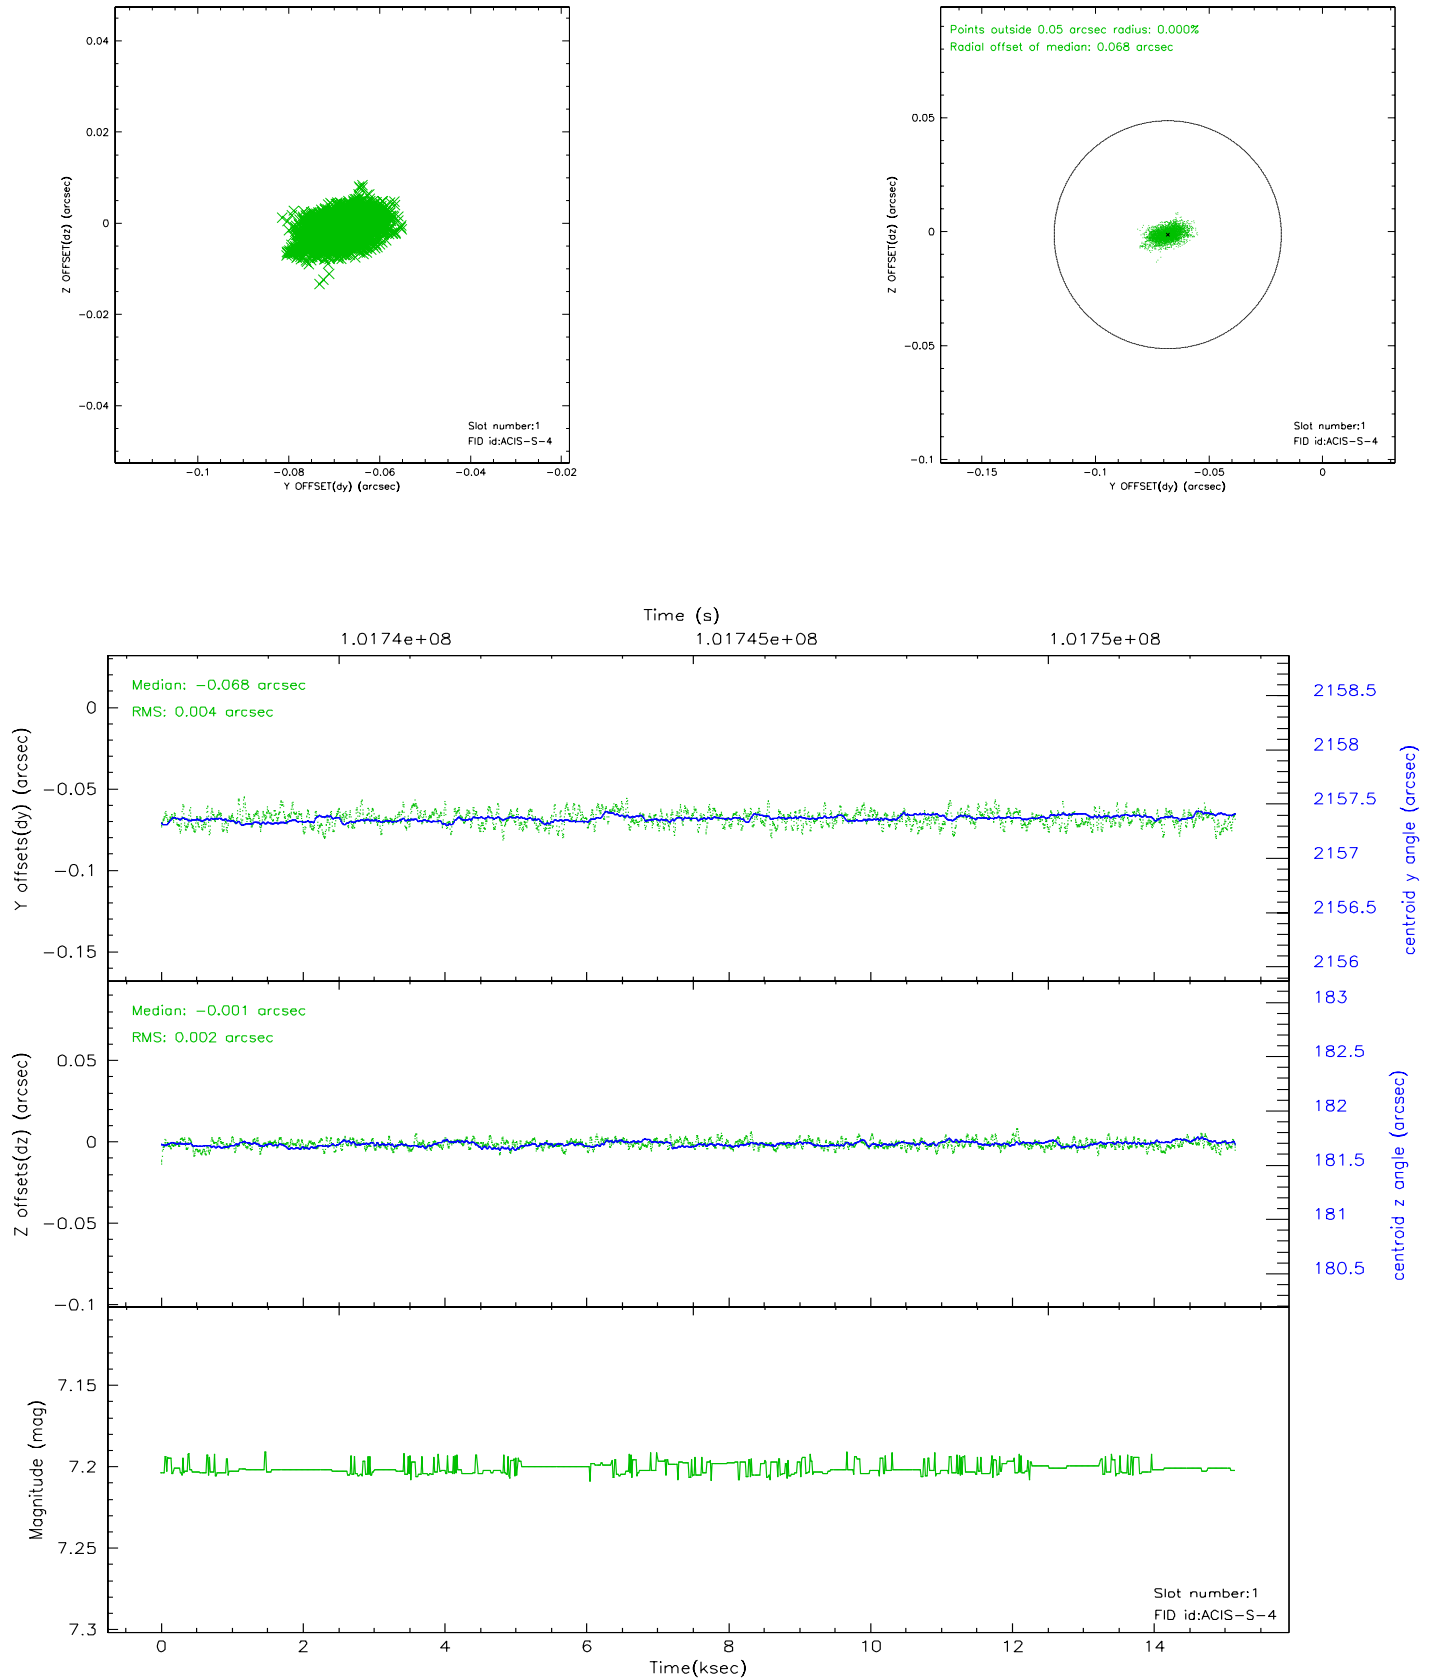 0.04
0.02
0
-0.02
-0.04
Z OFFSET(dz) (arcsec)
Slot number:1
FID id:ACIS-S-4
-0.1 -0.08 -0.06 -0.04 -0.02
Y OFFSET(dy) (arcsec)
Points outside 0.05 arcsec radius: 0.000%
Radial offset of median: 0.068 arcsec
0.05
0
-0.05
-0.1
Z OFFSET(dz) (arcsec)
Slot number:1
FID id:ACIS-S-4
-0.15 -0.1 -0.05 0
Y OFFSET(dy) (arcsec)
Time (s)
1.0174e+08 1.01745e+08 1.0175e+08
Median: -0.068 arcsec
RMS: 0.004 arcsec
0
-0.05
-0.1
-0.15
Y offsets(dy) (arcsec)
2158.5
2158
2157.5
2157
2156.5
2156
centroid y angle (arcsec)
Median: -0.001 arcsec
RMS: 0.002 arcsec
0.05
0
-0.05
-0.1
Z offsets(dz) (arcsec)
183
182.5
182
181.5
181
180.5
centroid z angle (arcsec)
7.15
7.2
7.25
7.3
Magnitude (mag)
Slot number:1
FID id:ACIS-S-4
0 2 4 6 8 10 12 14
Time(ksec)